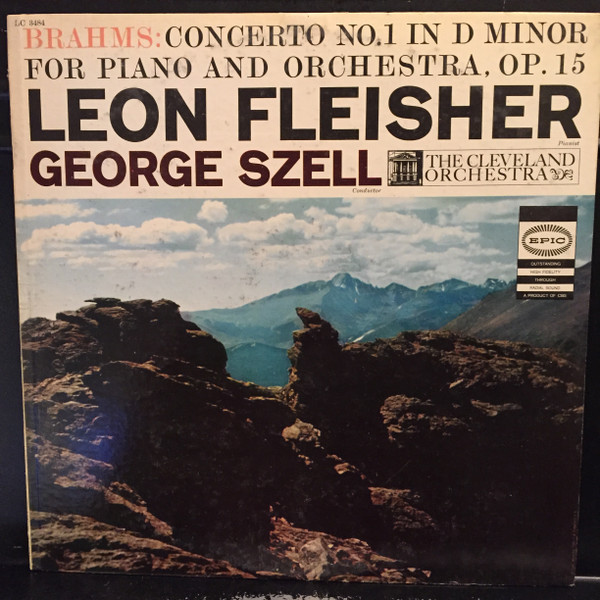 LC 3484
BRAHMS: CONCERTO NO.1 IN D MINOR
FOR PIANO AND ORCHESTRA, OP. 15
LEON FLEISHER
Pianist
GEORGE SZELL
Conductor
THE CLEVELAND
ORCHESTRA
EPIC
OUTSTANDING
HIGH FIDELITY
THROUGH
RADIAL SOUND
A PRODUCT OF CBS